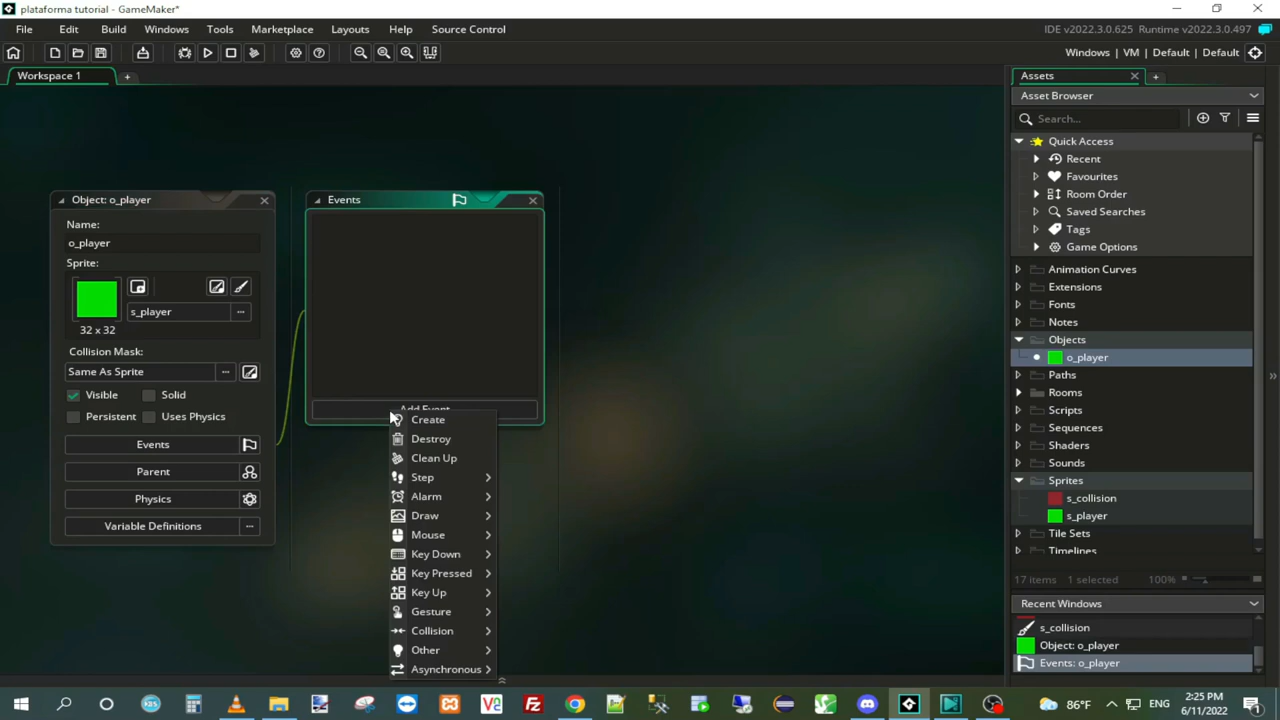 plataforma tutorial - GameMaker*
File Edit Build Windows Tools Marketplace Layouts Help Source Control
IDE v2022.3.0.625 Runtime v2022.3.0.497
Windows | VM | Default | Default
Workspace 1
Assets
Asset Browser
Search...
Quick Access
Recent
Favourites
Room Order
Saved Searches
Tags
Game Options
Animation Curves
Extensions
Fonts
Notes
Objects
o_player
Paths
Rooms
Scripts
Sequences
Shaders
Sounds
Sprites
s_collision
s_player
Tile Sets
Timelines
17 items 1 selected 100%
Recent Windows
s_collision
Object: o_player
Events: o_player
Object: o_player
Name:
o_player
Sprite:
s_player
32 x 32
Collision Mask:
Same As Sprite
Visible Solid
Persistent Uses Physics
Events
Parent
Physics
Variable Definitions
Events
Add Event
Create
Destroy
Clean Up
Step
Alarm
Draw
Mouse
Key Down
Key Pressed
Key Up
Gesture
Collision
Other
Asynchronous
86°F
ENG
2:25 PM
6/11/2022